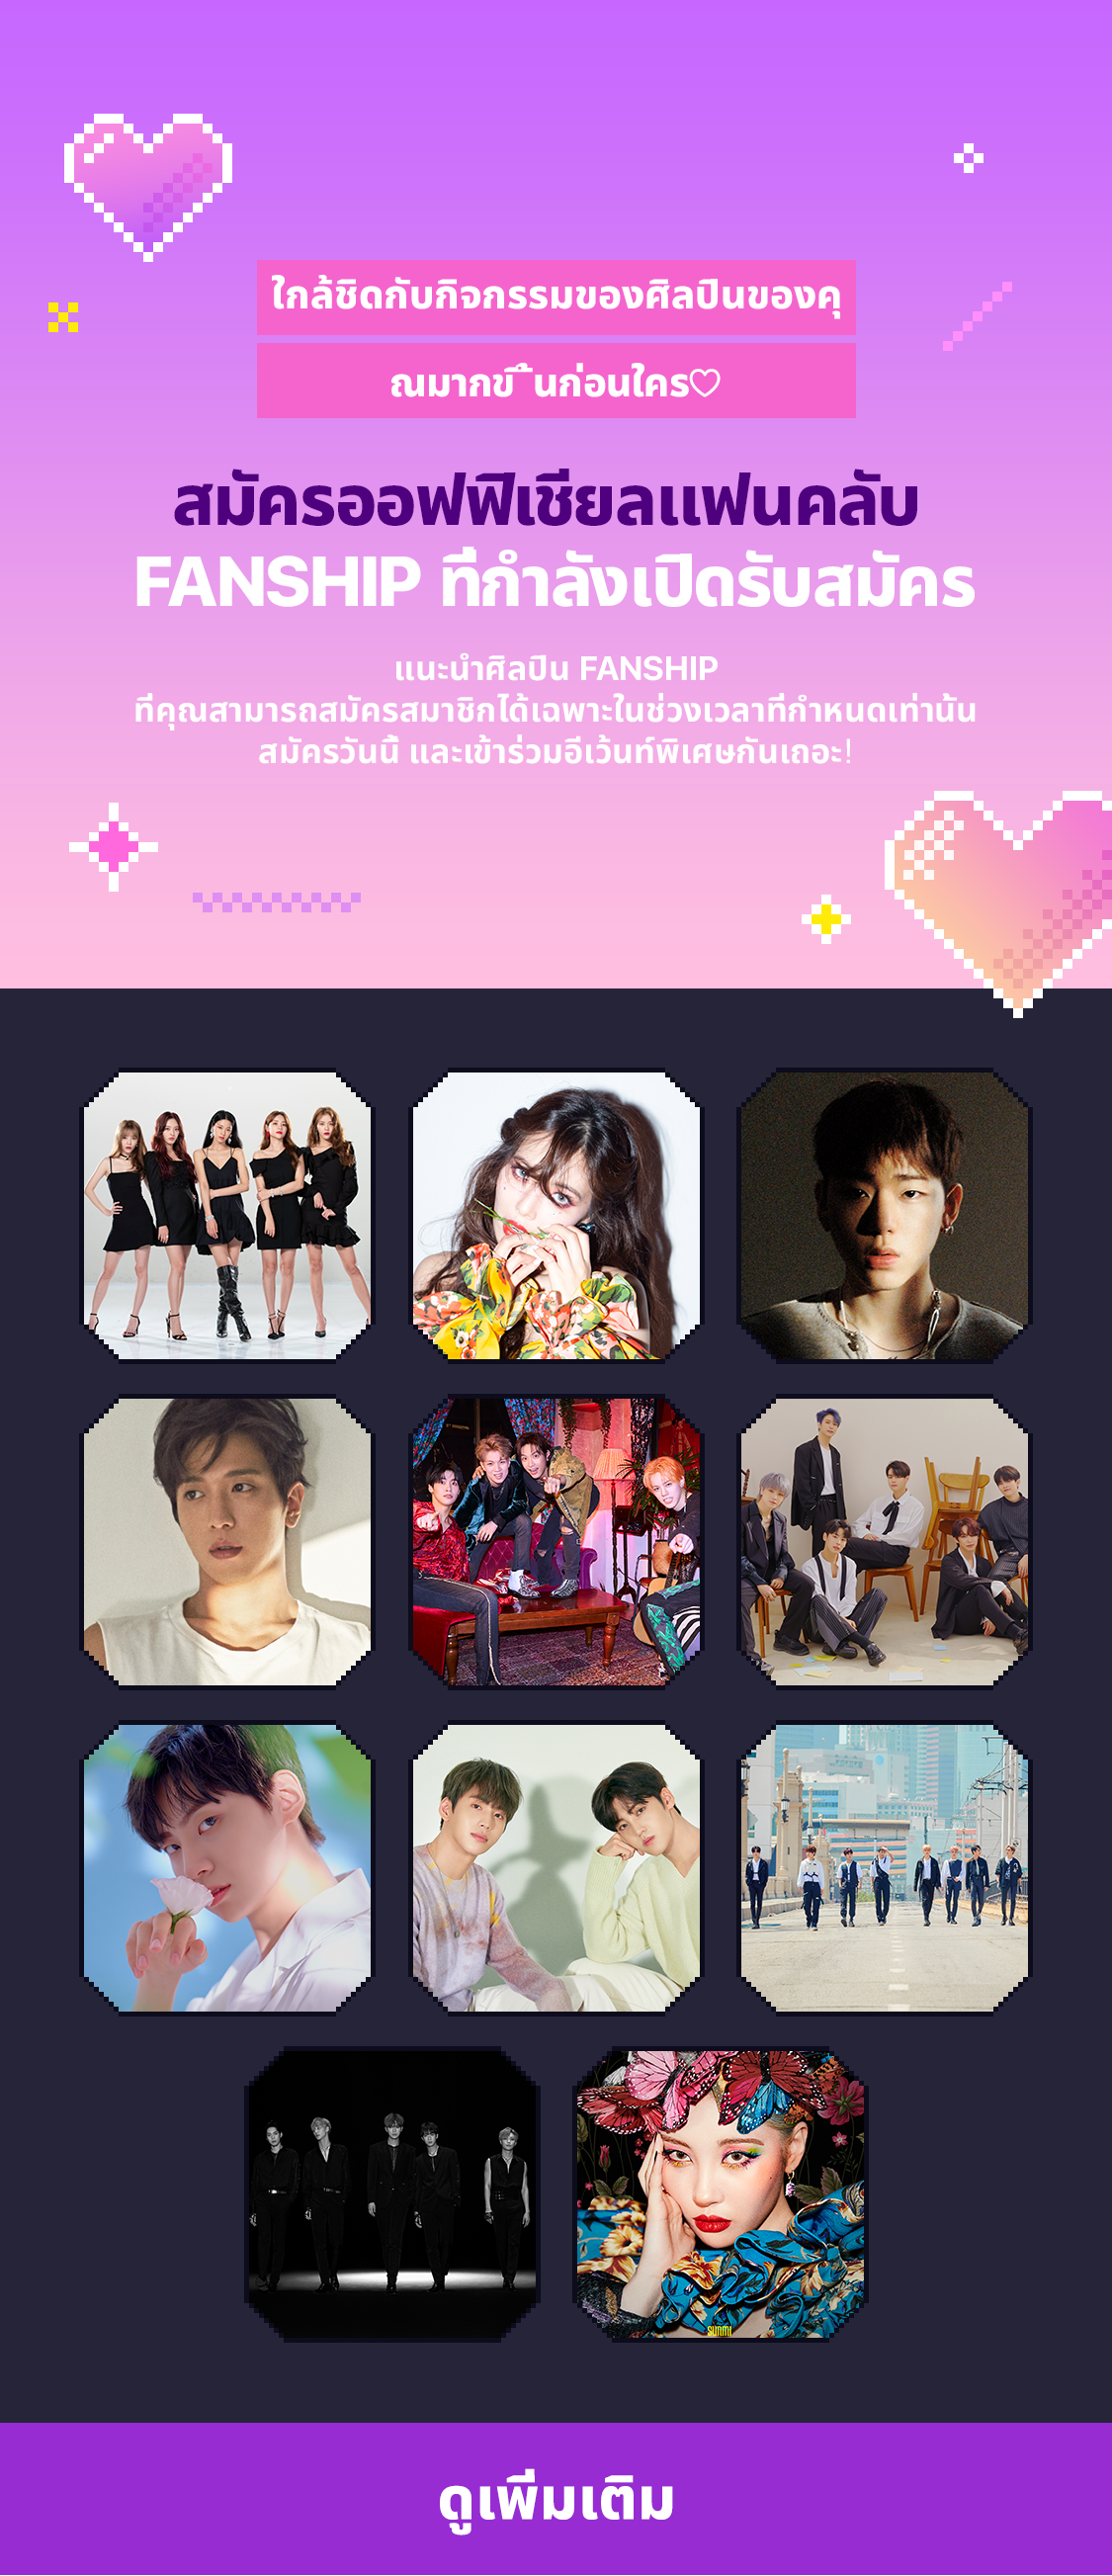 ใกล้ชิดกับกิจกรรมของศิลปินของคุ
ณมากขึ้นก่อนใคร♡
สมัครออฟฟิเชียลแฟนคลับ
FANSHIP ที่กำลังเปิดรับสมัคร
แนะนำศิลปิน FANSHIP
ที่คุณสามารถสมัครสมาชิกได้เฉพาะในช่วงเวลาที่กำหนดเท่านั้น
สมัครวันนี้ และเข้าร่วมอีเว้นท์พิเศษกันเถอะ!
SUNMI
ดูเพิ่มเติม